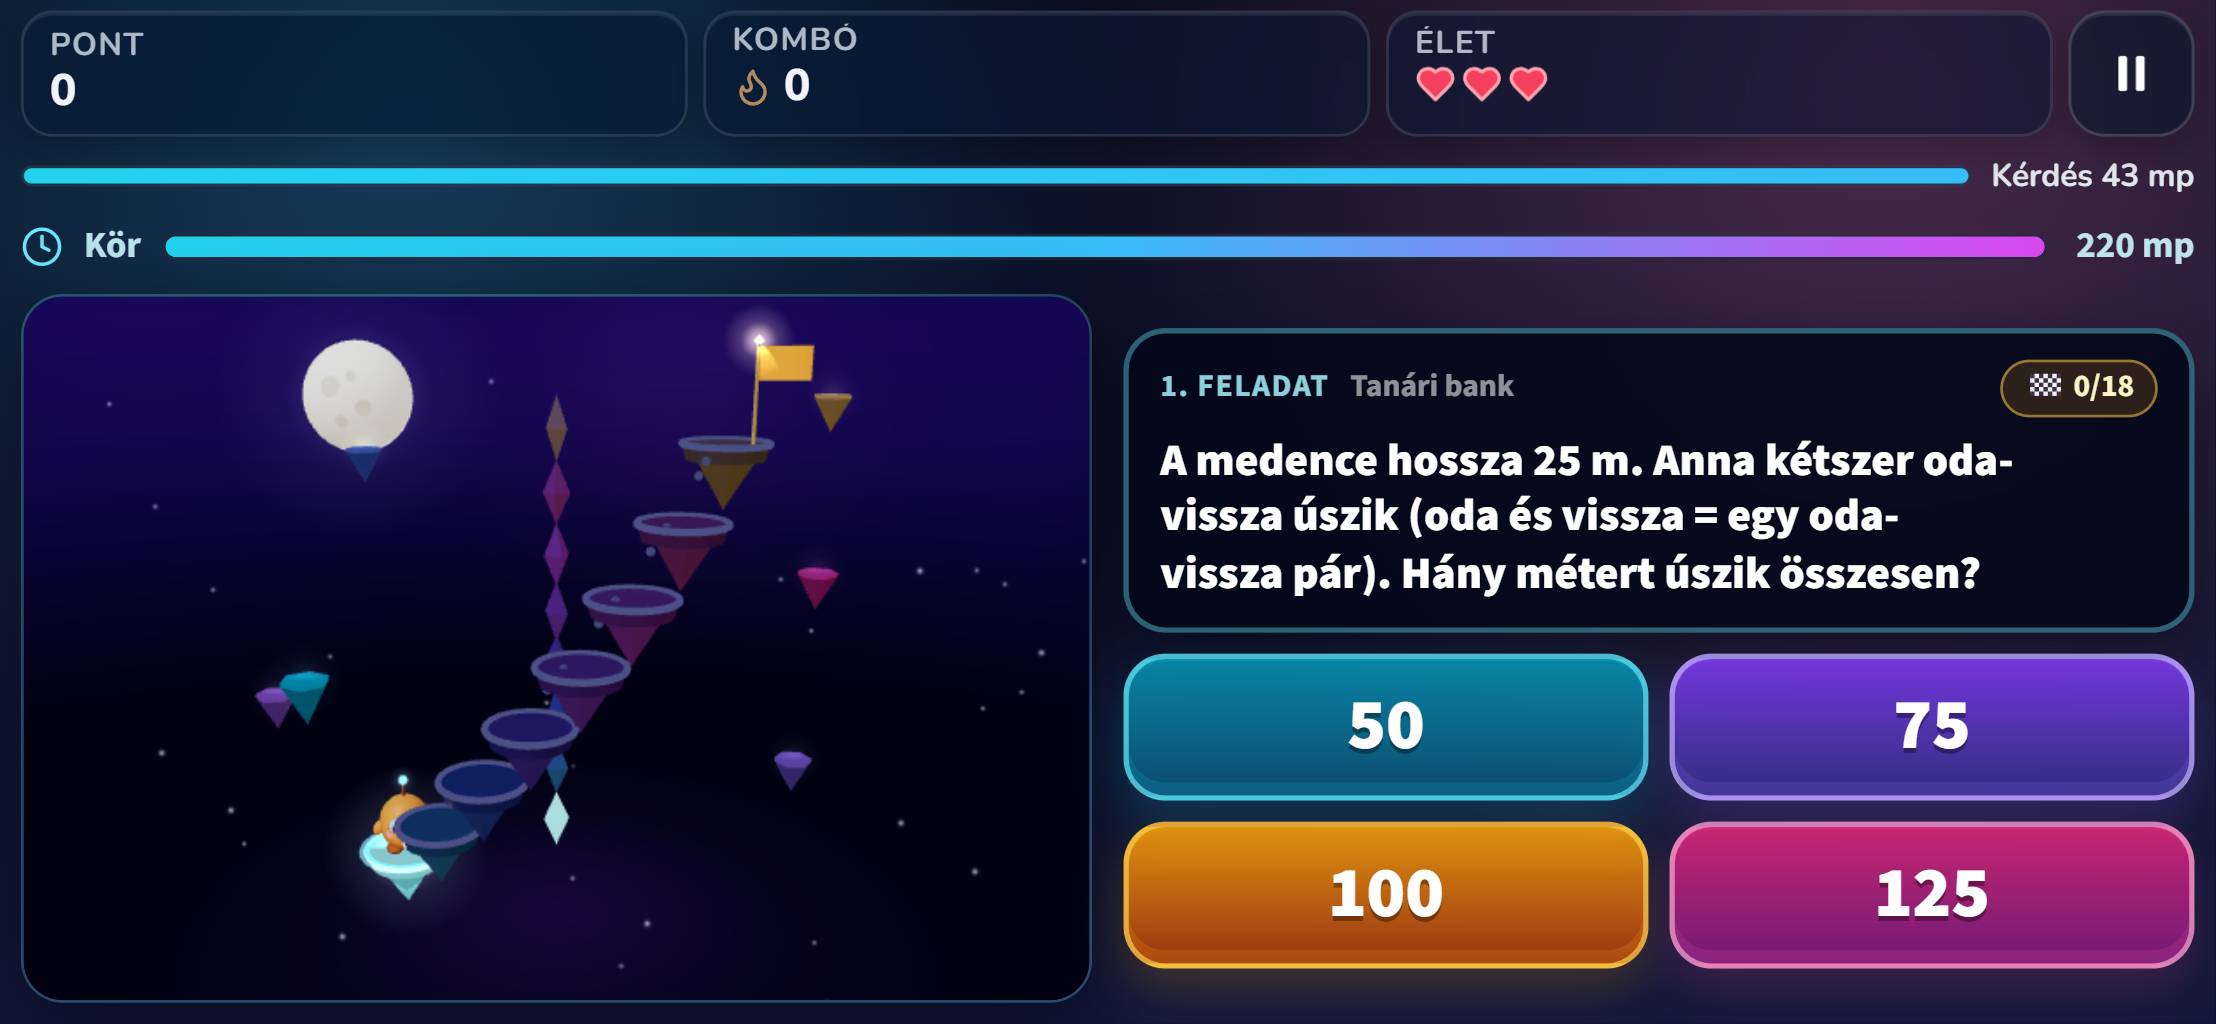 PONT
0
KOMBÓ
0
ÉLET
Kérdés 43 mp
Kör
220 mp
1. FELADAT Tanári bank
0/18
A medence hossza 25 m. Anna kétszer oda-
vissza úszik (oda és vissza = egy oda-
vissza pár). Hány métert úszik összesen?
50
75
100
125